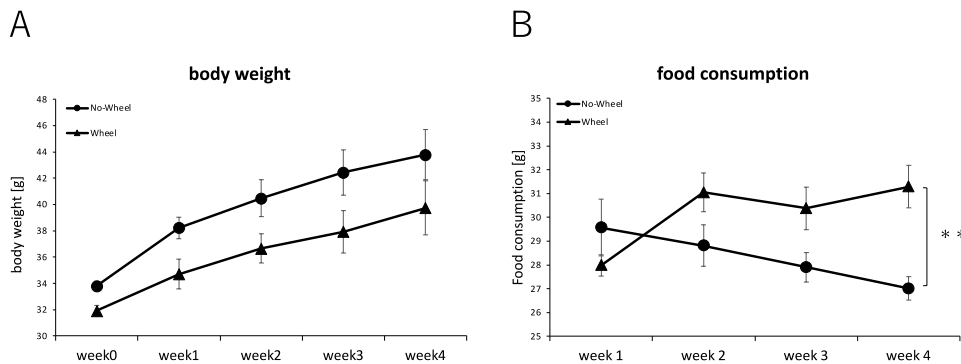 A
B
body weight
food consumption
No-Wheel
Wheel
body weight [g]
48
46
44
42
40
38
36
34
32
30
week0 week1 week2 week3 week4
No-Wheel
Wheel
Food consumption [g]
35
34
33
32
31
30
29
28
27
26
25
week 1 week 2 week 3 week 4
**